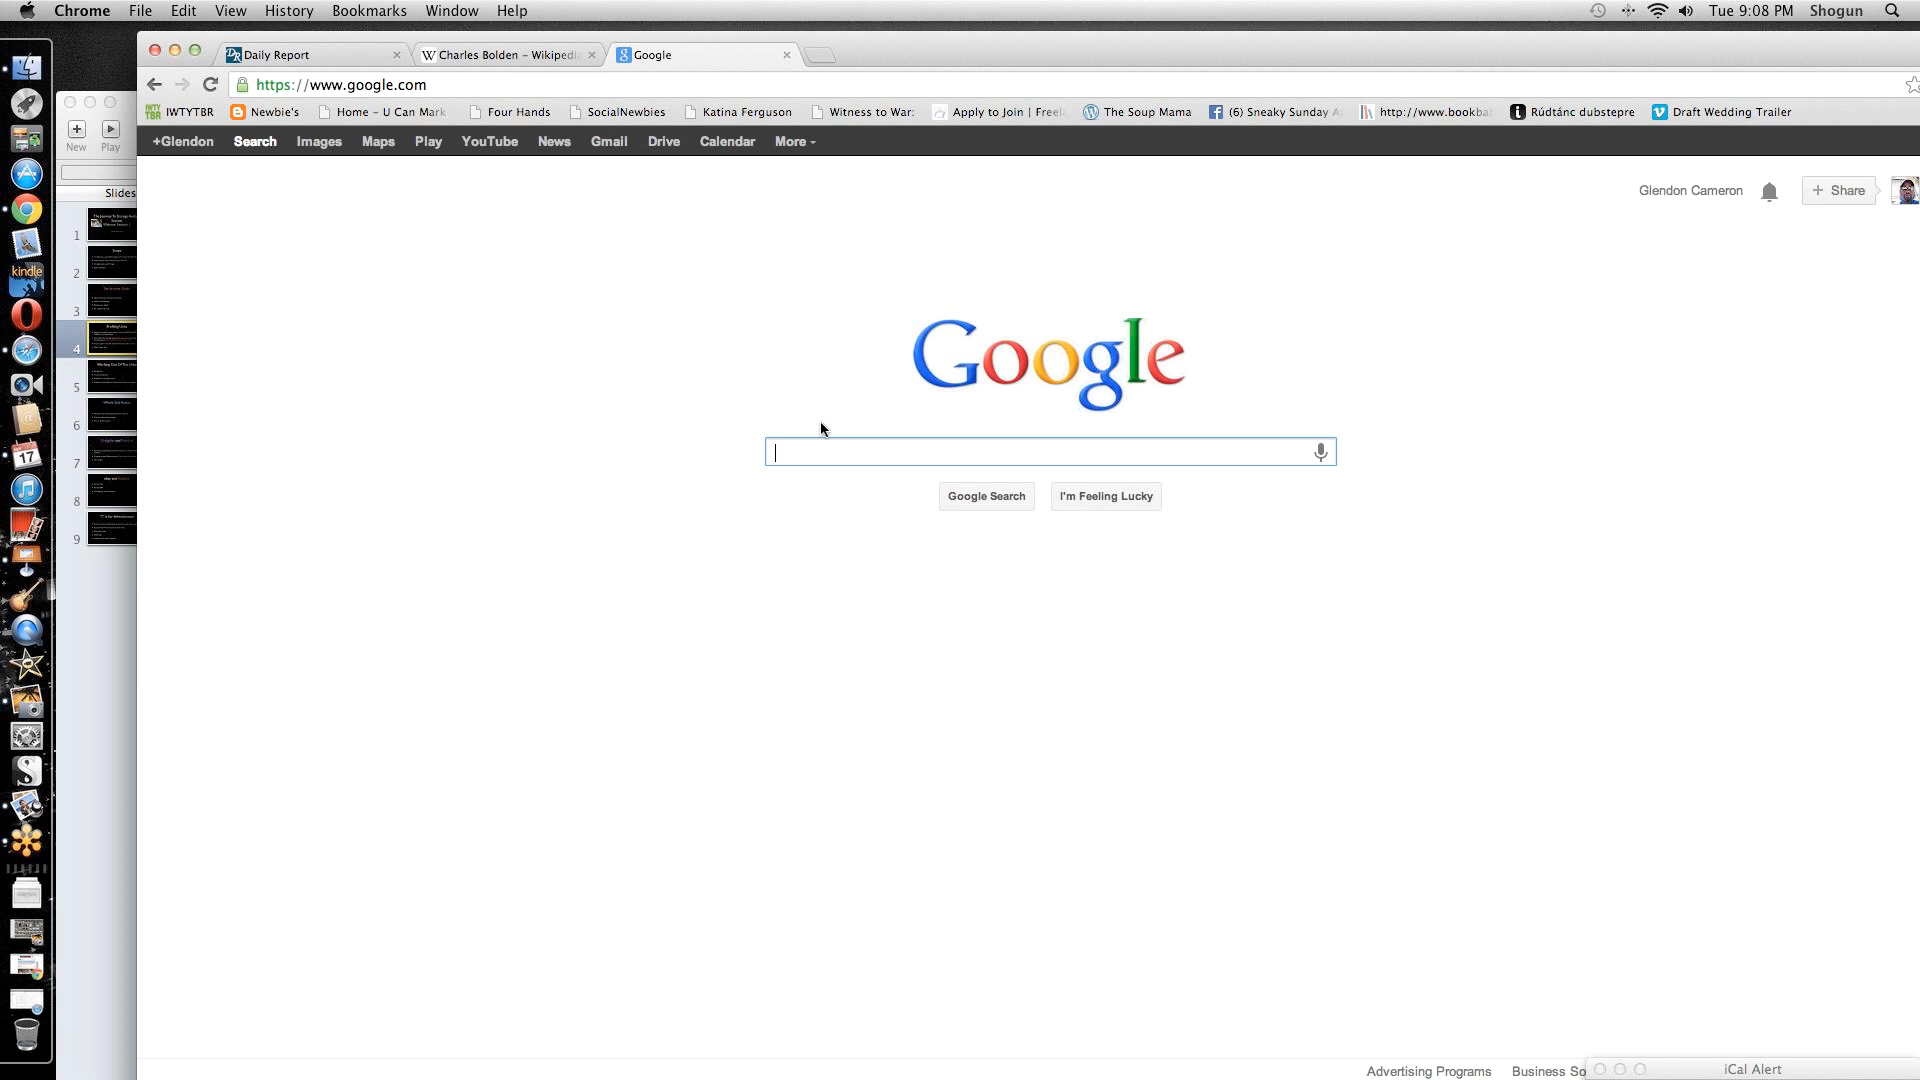 Chrome File Edit View History Bookmarks Window Help Tue 9:08 PM Shogun
Daily Report Charles Bolden – Wikipedia Google
https://www.google.com
IWTYTBR Newbie's Home – U Can Mark Four Hands SocialNewbies Katina Ferguson Witness to War: Apply to Join | Freela The Soup Mama (6) Sneaky Sunday A http://www.bookba Rúdtánc dubstepre Draft Wedding Trailer
+Glendon Search Images Maps Play YouTube News Gmail Drive Calendar More
New Play
Slides
Glendon Cameron + Share
1
2
3
4
5
6
7
8
9
kindle
17
Google
Google Search I'm Feeling Lucky
Advertising Programs Business So
iCal Alert